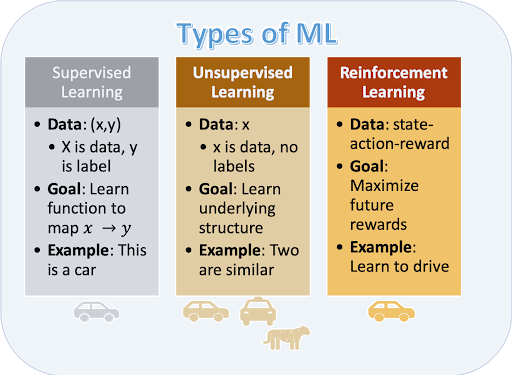 Types of ML
Supervised
Learning
• Data: (x,y)
• X is data, y
is label
• Goal: Learn
function to
map x → y
• Example: This
is a car
Unsupervised
Learning
• Data: x
• x is data, no
labels
• Goal: Learn
underlying
structure
• Example: Two
are similar
Reinforcement
Learning
• Data: state-
action-reward
• Goal:
Maximize
future
rewards
• Example:
Learn to drive